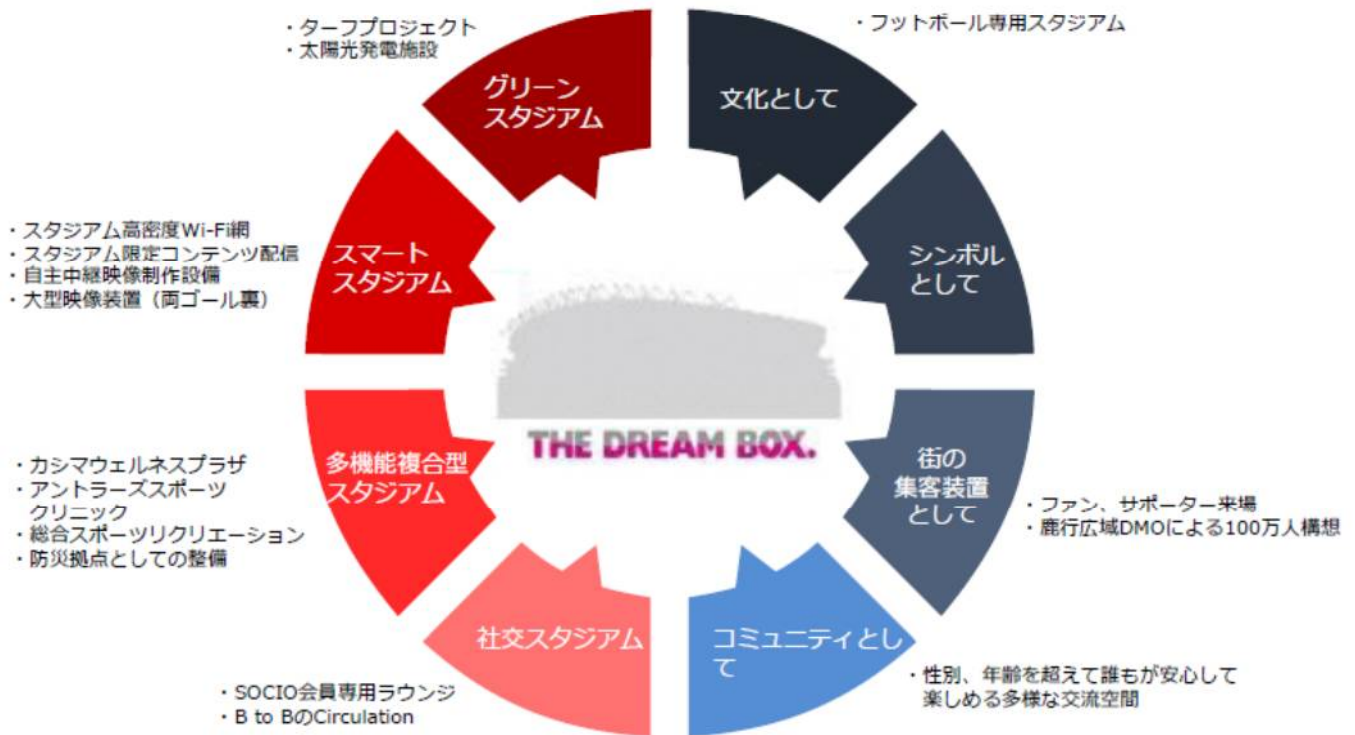 ・ターフプロジェクト
・太陽光発電施設
グリーン
スタジアム
・フットボール専用スタジアム
文化として
・スタジアム高密度Wi-Fi網
・スタジアム限定コンテンツ配信
・自主中継映像制作設備
・大型映像装置（両ゴール裏）
スマート
スタジアム
シンボル
として
THE DREAM BOX.
・カシマウェルネスプラザ
・アントラーズスポーツ
クリニック
・総合スポーツリクリエーション
・防災拠点としての整備
多機能複合型
スタジアム
街の
集客装置
として
・ファン、サポーター来場
・鹿行広域DMOによる100万人構想
社交スタジアム
・SOCIO会員専用ラウンジ
・B to BのCirculation
コミュニティとし
て
・性別、年齢を超えて誰もが安心して
楽しめる多様な交流空間